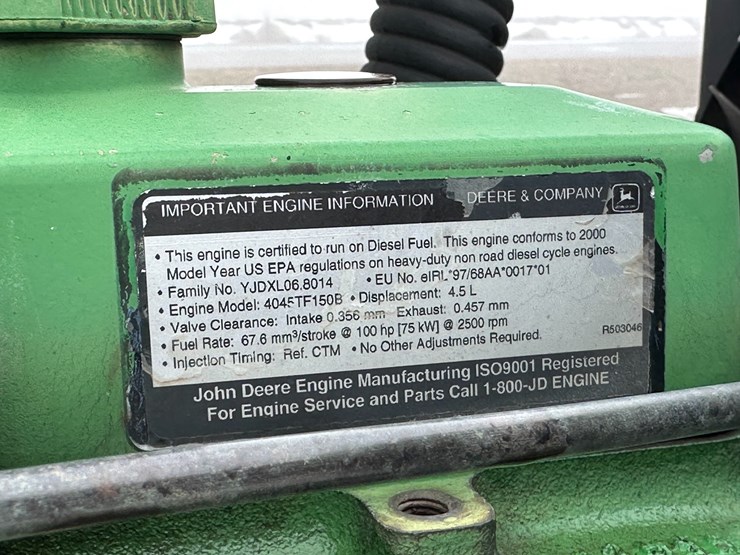 IMPORTANT ENGINE INFORMATION DEERE & COMPANY
• This engine is certified to run on Diesel Fuel. This engine conforms to 2000
Model Year US EPA regulations on heavy-duty non road diesel cycle engines.
• Family No. YJDXL06.8014 • EU No. eIRL*97/68AA*0017*01
• Engine Model: 4045TF150B • Displacement: 4.5 L
• Valve Clearance: Intake 0.356 mm Exhaust: 0.457 mm
• Fuel Rate: 67.6 mm³/stroke @ 100 hp [75 kW] @ 2500 rpm
• Injection Timing: Ref. CTM • No Other Adjustments Required.
R503046
John Deere Engine Manufacturing ISO9001 Registered
For Engine Service and Parts Call 1-800-JD ENGINE